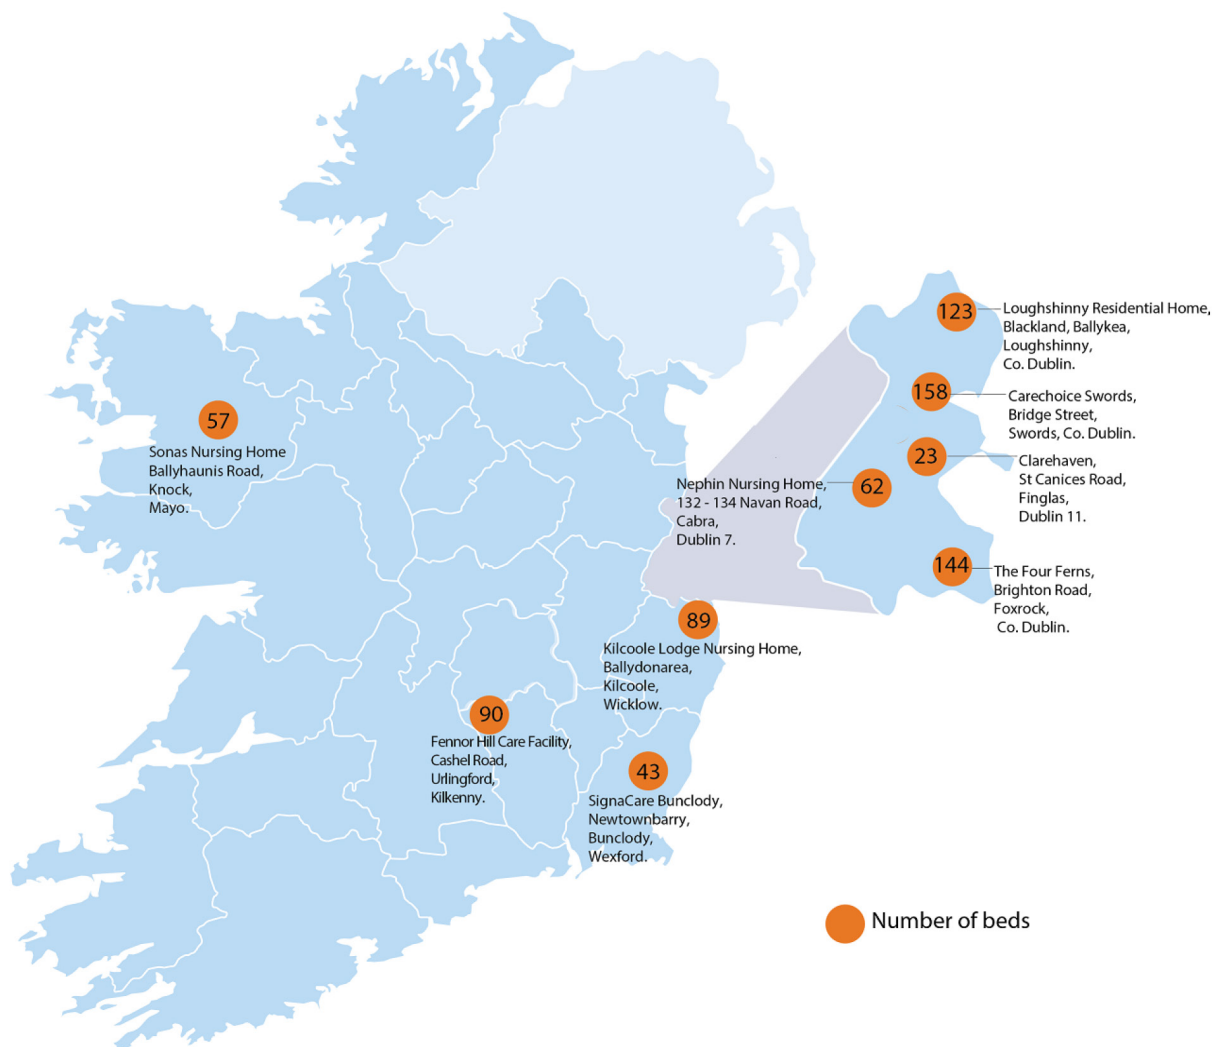 123
Loughshinny Residential Home,
Blackland, Ballykea,
Loughshinny,
Co. Dublin.
158
Carechoice Swords,
Bridge Street,
Swords, Co. Dublin.
57
Sonas Nursing Home
Ballyhaunis Road,
Knock,
Mayo.
23
Clarehaven,
St Canices Road,
Finglas,
Dublin 11.
Nephin Nursing Home,
132 - 134 Navan Road,
Cabra,
Dublin 7.
62
144
The Four Ferns,
Brighton Road,
Foxrock,
Co. Dublin.
89
Kilcoole Lodge Nursing Home,
Ballydonarea,
Kilcoole,
Wicklow.
90
Fennor Hill Care Facility,
Cashel Road,
Urlingford,
Kilkenny.
43
SignaCare Bunclody,
Newtownbarry,
Bunclody,
Wexford.
Number of beds